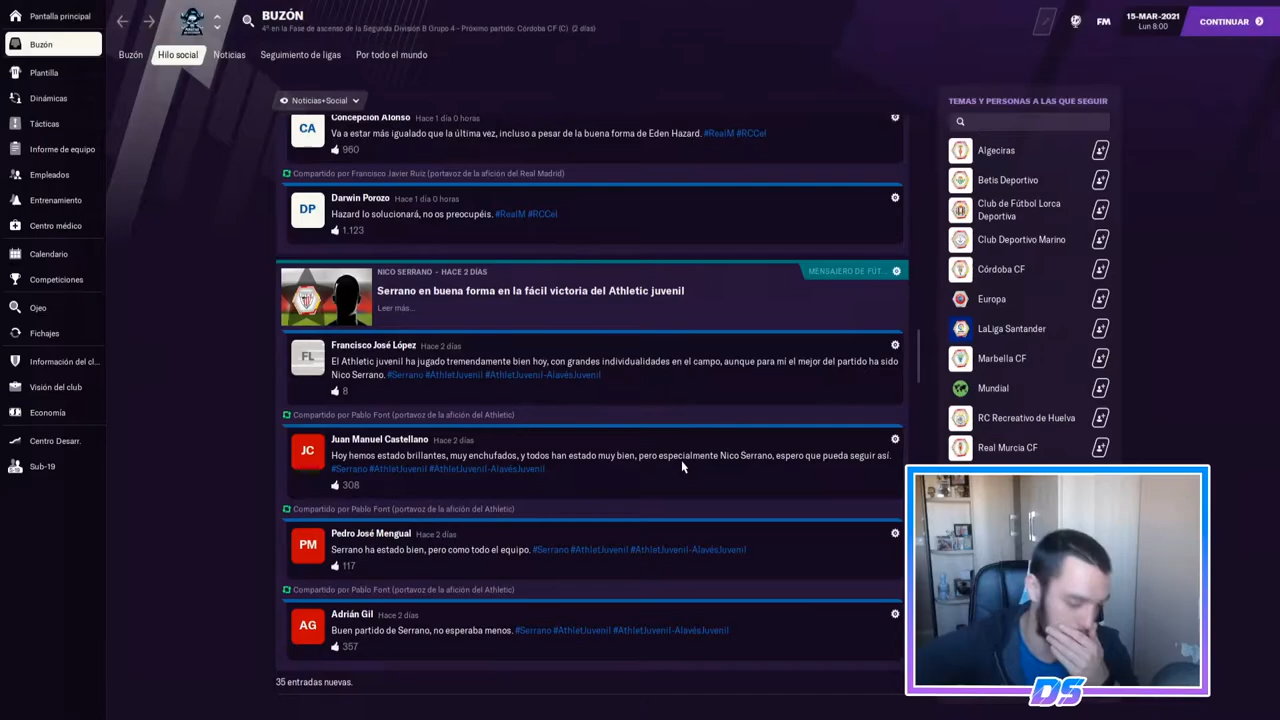 Pantalla principal
Buzón
Plantilla
Dinámicas
Tácticas
Informe de equipo
Empleados
Entrenamiento
Centro médico
Calendario
Competiciones
Ojeo
Fichajes
Información del cl...
Visión del club
Economía
Centro Desarr.
Sub-19
BUZÓN
4º en la Fase de ascenso de la Segunda División B Grupo 4 - Próximo partido: Córdoba CF (C) (2 días)
FM
15-MAR-2021
Lun 8:00
CONTINUAR
Buzón
Hilo social
Noticias
Seguimiento de ligas
Por todo el mundo
Noticias+Social
CA
Concepción Alonso Hace 1 día 0 horas
Va a estar más igualado que la última vez, incluso a pesar de la buena forma de Eden Hazard. #RealM #RCCel
960
Compartido por Francisco Javier Ruiz (portavoz de la afición del Real Madrid)
DP
Darwin Porozo Hace 1 día 0 horas
Hazard lo solucionará, no os preocupéis. #RealM #RCCel
1.123
NICO SERRANO - HACE 2 DÍAS
MENSAJERO DE FÚT...
Serrano en buena forma en la fácil victoria del Athletic juvenil
Leer más...
FL
Francisco José López Hace 2 días
El Athletic juvenil ha jugado tremendamente bien hoy, con grandes individualidades en el campo, aunque para mí el mejor del partido ha sido
Nico Serrano. #Serrano #AthletJuvenil #AthletJuvenil-AlavésJuvenil
8
Compartido por Pablo Font (portavoz de la afición del Athletic)
JC
Juan Manuel Castellano Hace 2 días
Hoy hemos estado brillantes, muy enchufados, y todos han estado muy bien, pero especialmente Nico Serrano, espero que pueda seguir así.
#Serrano #AthletJuvenil #AthletJuvenil-AlavésJuvenil
308
Compartido por Pablo Font (portavoz de la afición del Athletic)
PM
Pedro José Mengual Hace 2 días
Serrano ha estado bien, pero como todo el equipo. #Serrano #AthletJuvenil #AthletJuvenil-AlavésJuvenil
117
Compartido por Pablo Font (portavoz de la afición del Athletic)
AG
Adrián Gil Hace 2 días
Buen partido de Serrano, no esperaba menos. #Serrano #AthletJuvenil #AthletJuvenil-AlavésJuvenil
357
35 entradas nuevas.
TEMAS Y PERSONAS A LAS QUE SEGUIR
Algeciras
Betis Deportivo
Club de Fútbol Lorca
Deportiva
Club Deportivo Marino
Córdoba CF
Europa
LaLiga Santander
Marbella CF
Mundial
RC Recreativo de Huelva
Real Murcia CF
DS